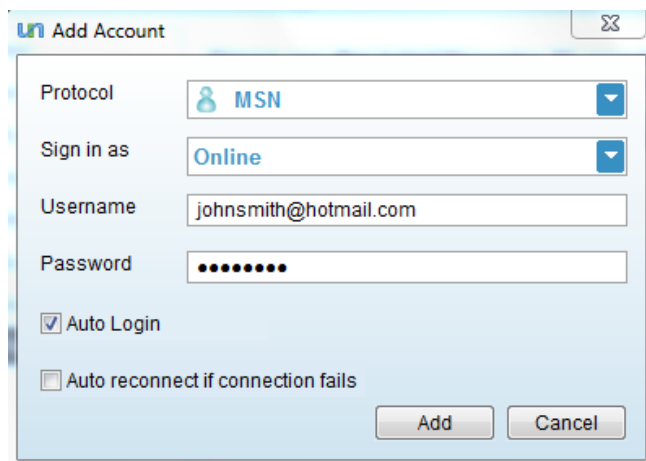 un Add Account
Protocol MSN
Sign in as Online
Username johnsmith@hotmail.com
Password ••••••••
Auto Login
Auto reconnect if connection fails
Add Cancel